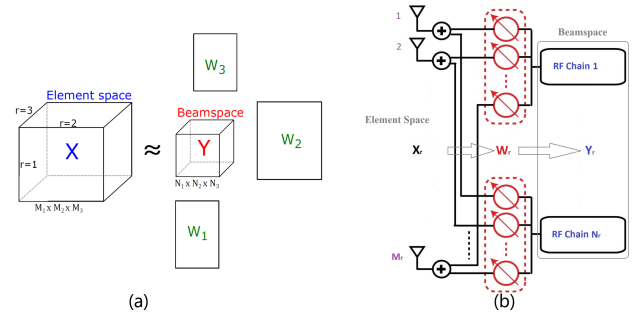 Element space
r=3
r=2
r=1
X
M₁ x M₂ x M₃
≈
W₃
Beamspace
Y
N₁ x N₂ x N₃
W₂
W₁
(a)
1
2
Mᵣ
Element Space
Xᵣ
Wᵣ
Yᵣ
Beamspace
RF Chain 1
RF Chain Nᵣ
(b)